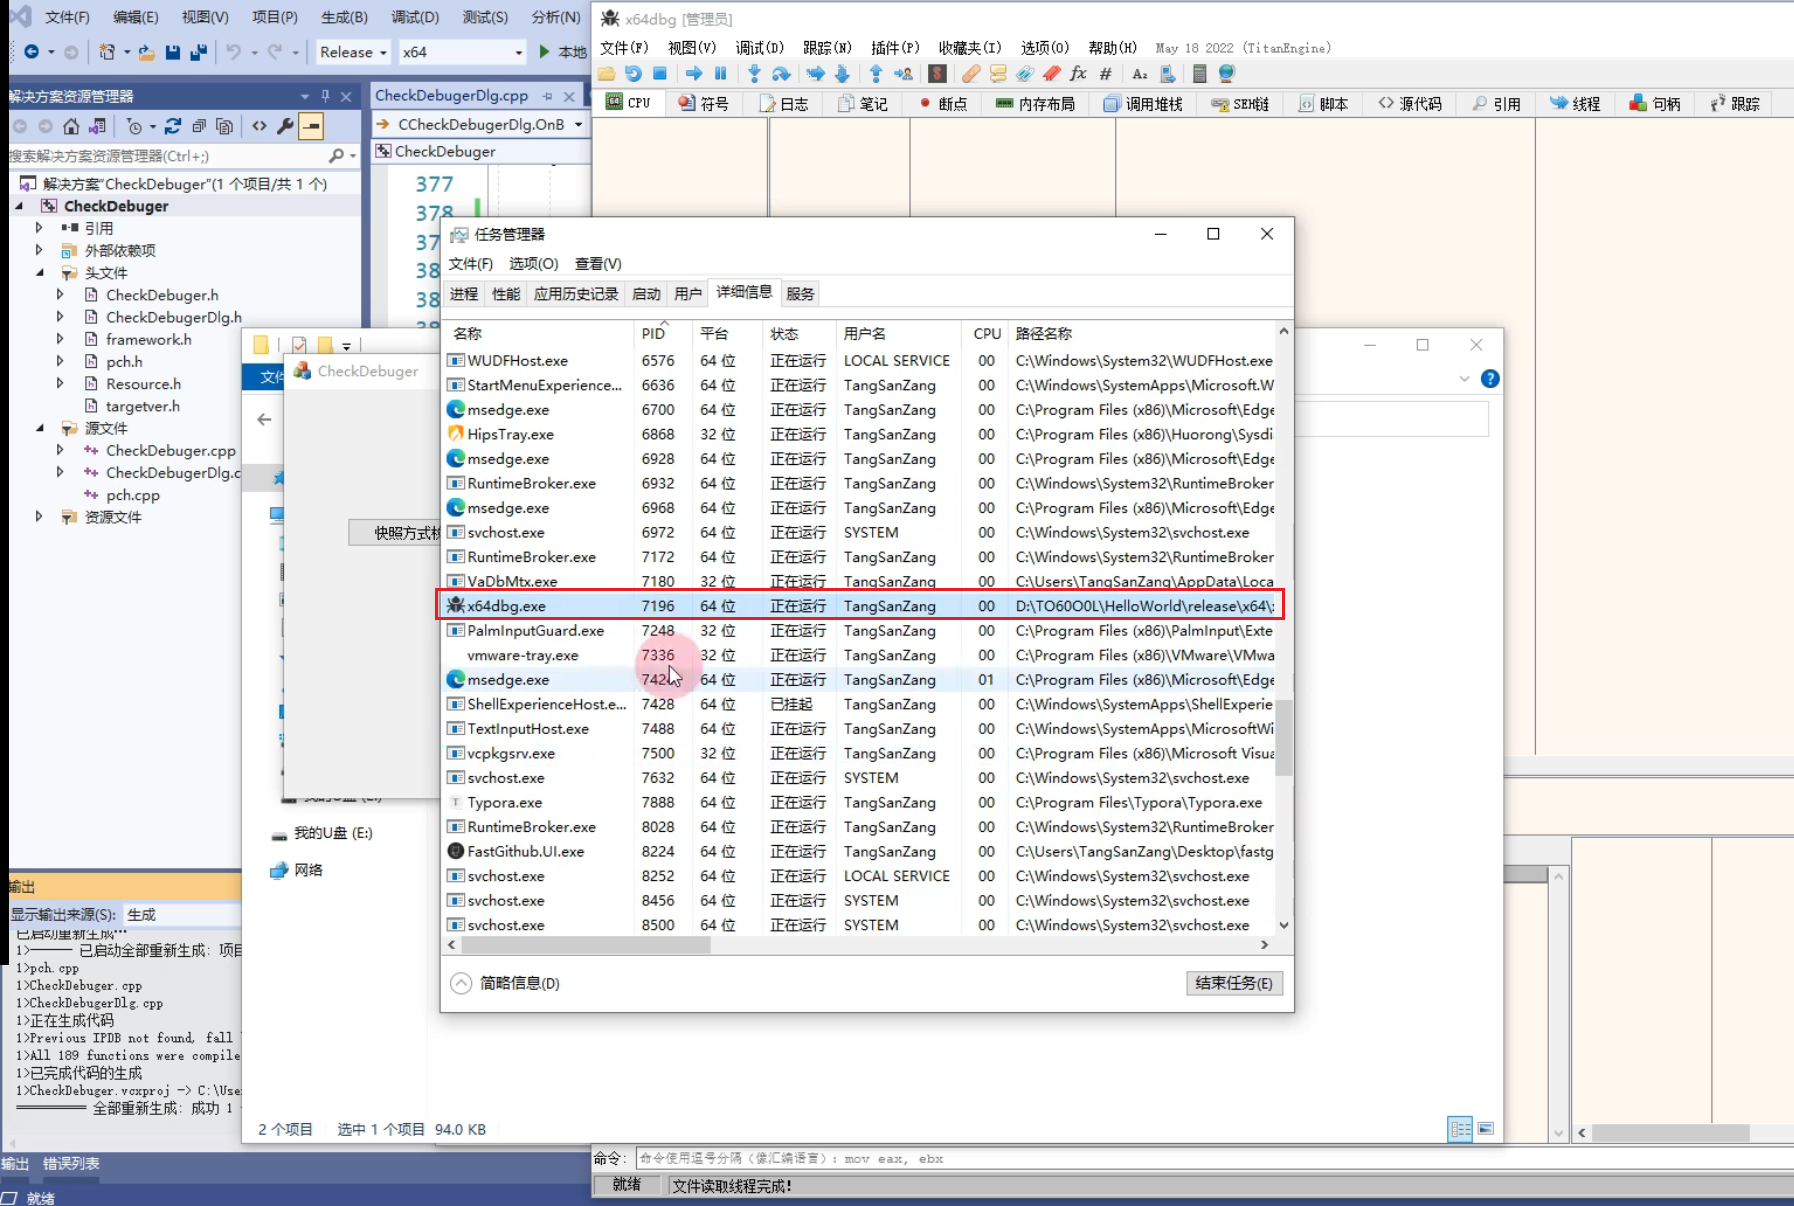 文件(F) 编辑(E) 视图(V) 项目(P) 生成(B) 调试(D) 测试(S) 分析(N)
Release x64 本地
解决方案资源管理器
搜索解决方案资源管理器(Ctrl+;)
解决方案"CheckDebuger"(1 个项目/共 1 个)
CheckDebuger
引用
外部依赖项
头文件
CheckDebuger.h
CheckDebugerDlg.h
framework.h
pch.h
Resource.h
targetver.h
源文件
CheckDebuger.cpp
CheckDebugerDlg.c
pch.cpp
资源文件
CheckDebugerDlg.cpp
CCheckDebugerDlg.OnB
CheckDebuger
377
378
37
38
38
x64dbg [管理员]
文件(F) 视图(V) 调试(D) 跟踪(N) 插件(P) 收藏夹(I) 选项(O) 帮助(H) May 18 2022 (TitanEngine)
CPU 符号 日志 笔记 断点 内存布局 调用堆栈 SEH链 脚本 源代码 引用 线程 句柄 跟踪
文件
CheckDebuger
快照方式
我的U盘 (E:)
我的U盘 (E:)
网络
2 个项目 选中 1 个项目 94.0 KB
任务管理器
文件(F) 选项(O) 查看(V)
进程 性能 应用历史记录 启动 用户 详细信息 服务
名称 PID 平台 状态 用户名 CPU 路径名称
WUDFHost.exe 6576 64 位 正在运行 LOCAL SERVICE 00 C:\Windows\System32\WUDFHost.exe
StartMenuExperience... 6636 64 位 正在运行 TangSanZang 00 C:\Windows\SystemApps\Microsoft.W
msedge.exe 6700 64 位 正在运行 TangSanZang 00 C:\Program Files (x86)\Microsoft\Edge
HipsTray.exe 6868 32 位 正在运行 TangSanZang 00 C:\Program Files (x86)\Huorong\Sysdi
msedge.exe 6928 64 位 正在运行 TangSanZang 00 C:\Program Files (x86)\Microsoft\Edge
RuntimeBroker.exe 6932 64 位 正在运行 TangSanZang 00 C:\Windows\System32\RuntimeBroker
msedge.exe 6968 64 位 正在运行 TangSanZang 00 C:\Program Files (x86)\Microsoft\Edge
svchost.exe 6972 64 位 正在运行 SYSTEM 00 C:\Windows\System32\svchost.exe
RuntimeBroker.exe 7172 64 位 正在运行 TangSanZang 00 C:\Windows\System32\RuntimeBroker
VaDbMtx.exe 7180 32 位 正在运行 TangSanZang 00 C:\Users\TangSanZang\AppData\Loca
x64dbg.exe 7196 64 位 正在运行 TangSanZang 00 D:\TO60O0L\HelloWorld\release\x64\
PalmInputGuard.exe 7248 32 位 正在运行 TangSanZang 00 C:\Program Files (x86)\PalmInput\Exte
vmware-tray.exe 7336 32 位 正在运行 TangSanZang 00 C:\Program Files (x86)\VMware\VMwa
msedge.exe 742 64 位 正在运行 TangSanZang 01 C:\Program Files (x86)\Microsoft\Edge
ShellExperienceHost.e... 7428 64 位 已挂起 TangSanZang 00 C:\Windows\SystemApps\ShellExperie
TextInputHost.exe 7488 64 位 正在运行 TangSanZang 00 C:\Windows\SystemApps\MicrosoftWi
vcpkgsrv.exe 7500 32 位 正在运行 TangSanZang 00 C:\Program Files (x86)\Microsoft Visua
svchost.exe 7632 64 位 正在运行 SYSTEM 00 C:\Windows\System32\svchost.exe
Typora.exe 7888 64 位 正在运行 TangSanZang 00 C:\Program Files\Typora\Typora.exe
RuntimeBroker.exe 8028 64 位 正在运行 TangSanZang 00 C:\Windows\System32\RuntimeBroker
FastGithub.UI.exe 8224 64 位 正在运行 TangSanZang 00 C:\Users\TangSanZang\Desktop\fastg
svchost.exe 8252 64 位 正在运行 LOCAL SERVICE 00 C:\Windows\System32\svchost.exe
svchost.exe 8456 64 位 正在运行 SYSTEM 00 C:\Windows\System32\svchost.exe
svchost.exe 8500 64 位 正在运行 SYSTEM 00 C:\Windows\System32\svchost.exe
简略信息(D) 结束任务(E)
输出
显示输出来源(S): 生成
已启动重新生成…
1>------ 已启动全部重新生成: 项目
1>pch.cpp
1>CheckDebuger.cpp
1>CheckDebugerDlg.cpp
1>正在生成代码
1>Previous IPDB not found, fall
1>All 189 functions were compile
1>已完成代码的生成
1>CheckDebuger.vcxproj -> C:\Use
========== 全部重新生成: 成功 1
输出 错误列表
就绪
命令: 命令使用逗号分隔（像汇编语言）: mov eax, ebx
就绪 文件读取线程完成!